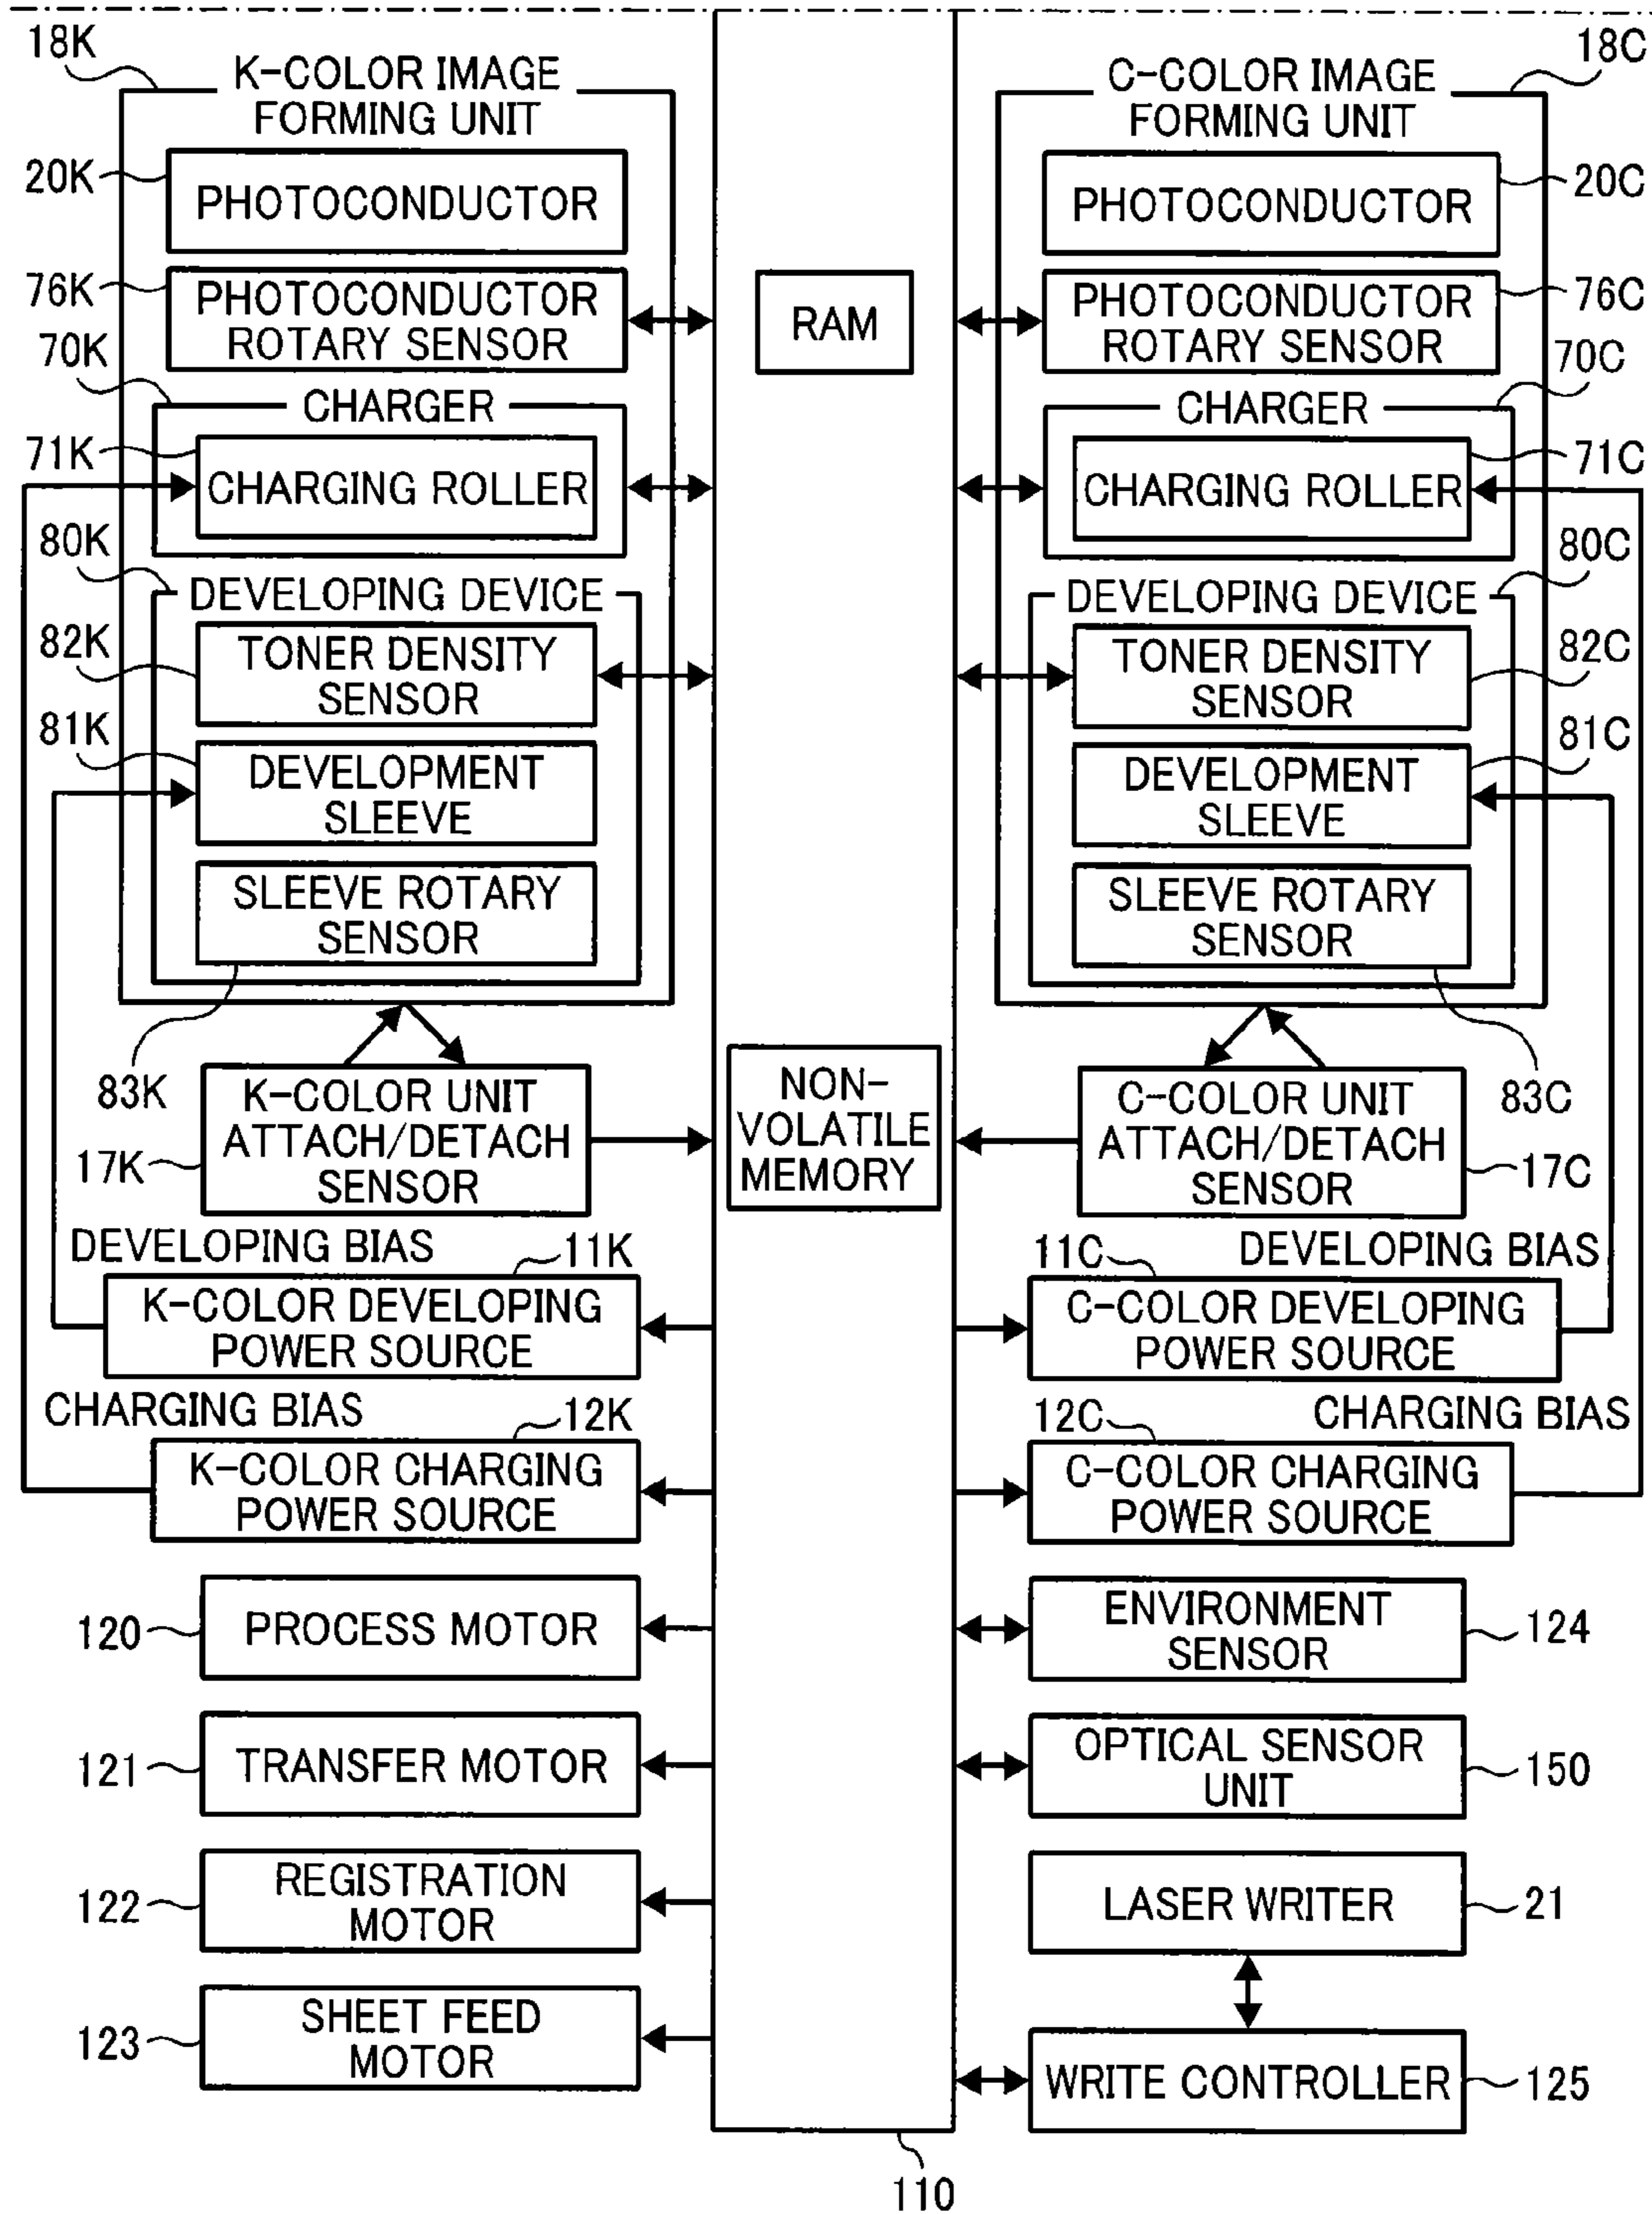 18K
K-COLOR IMAGE
FORMING UNIT
20K
PHOTOCONDUCTOR
76K
PHOTOCONDUCTOR
ROTARY SENSOR
70K
CHARGER
71K
CHARGING ROLLER
80K
DEVELOPING DEVICE
82K
TONER DENSITY
SENSOR
81K
DEVELOPMENT
SLEEVE
SLEEVE ROTARY
SENSOR
83K
K-COLOR UNIT
ATTACH/DETACH
SENSOR
17K
DEVELOPING BIAS
11K
K-COLOR DEVELOPING
POWER SOURCE
CHARGING BIAS
12K
K-COLOR CHARGING
POWER SOURCE
120
PROCESS MOTOR
121
TRANSFER MOTOR
122
REGISTRATION
MOTOR
123
SHEET FEED
MOTOR
RAM
NON-
VOLATILE
MEMORY
110
18C
C-COLOR IMAGE
FORMING UNIT
20C
PHOTOCONDUCTOR
76C
PHOTOCONDUCTOR
ROTARY SENSOR
70C
CHARGER
71C
CHARGING ROLLER
80C
DEVELOPING DEVICE
82C
TONER DENSITY
SENSOR
81C
DEVELOPMENT
SLEEVE
SLEEVE ROTARY
SENSOR
83C
C-COLOR UNIT
ATTACH/DETACH
SENSOR
17C
11C
DEVELOPING BIAS
C-COLOR DEVELOPING
POWER SOURCE
12C
CHARGING BIAS
C-COLOR CHARGING
POWER SOURCE
ENVIRONMENT
SENSOR
124
OPTICAL SENSOR
UNIT
150
LASER WRITER
21
WRITE CONTROLLER
125